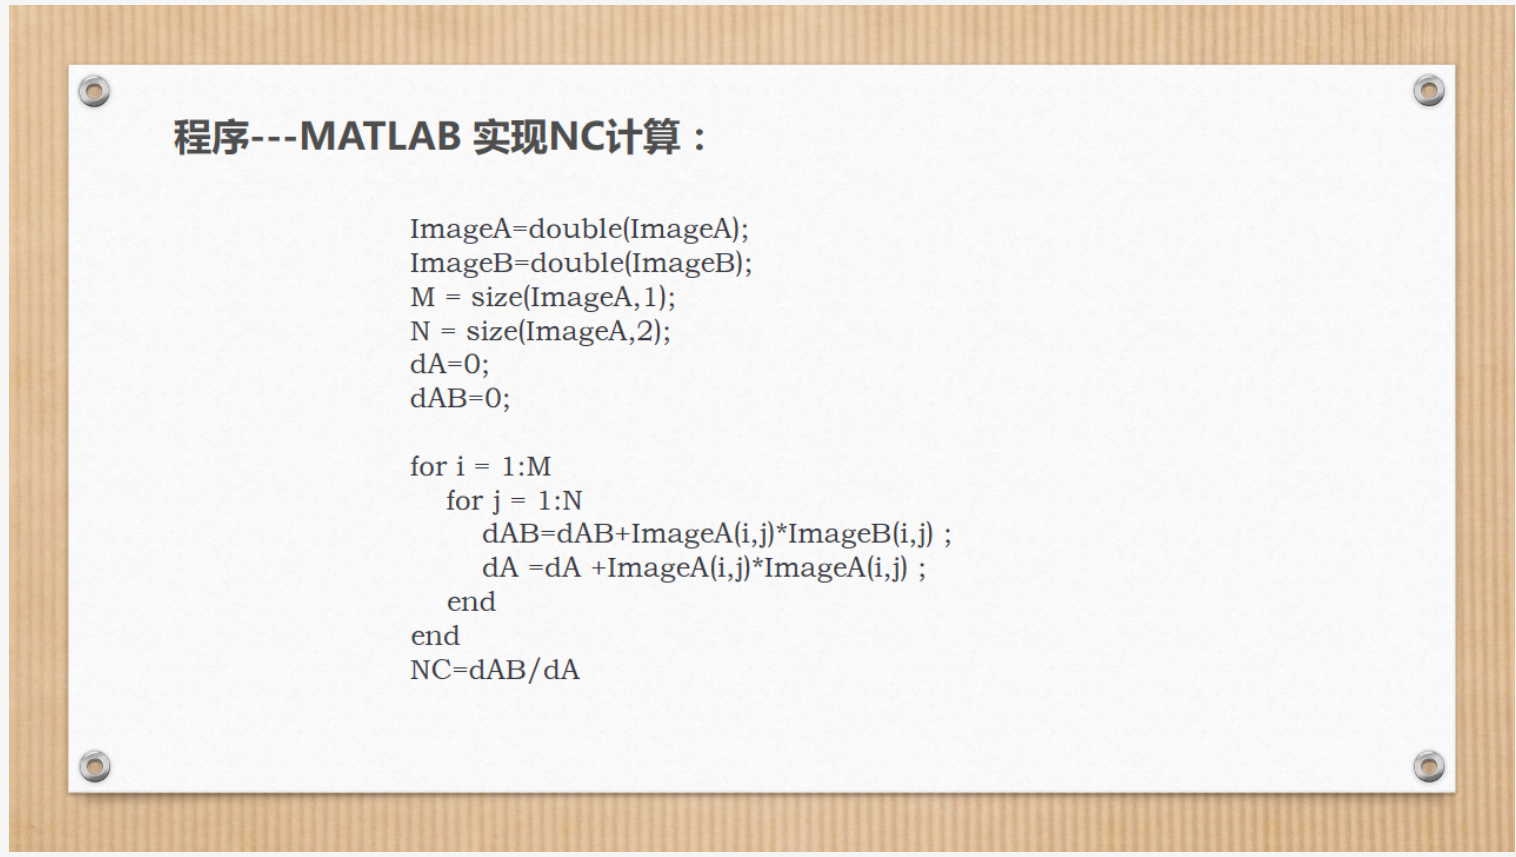 程序---MATLAB 实现NC计算：
ImageA=double(ImageA);
ImageB=double(ImageB);
M = size(ImageA,1);
N = size(ImageA,2);
dA=0;
dAB=0;
for i = 1:M
for j = 1:N
dAB=dAB+ImageA(i,j)*ImageB(i,j) ;
dA =dA +ImageA(i,j)*ImageA(i,j) ;
end
end
NC=dAB/dA